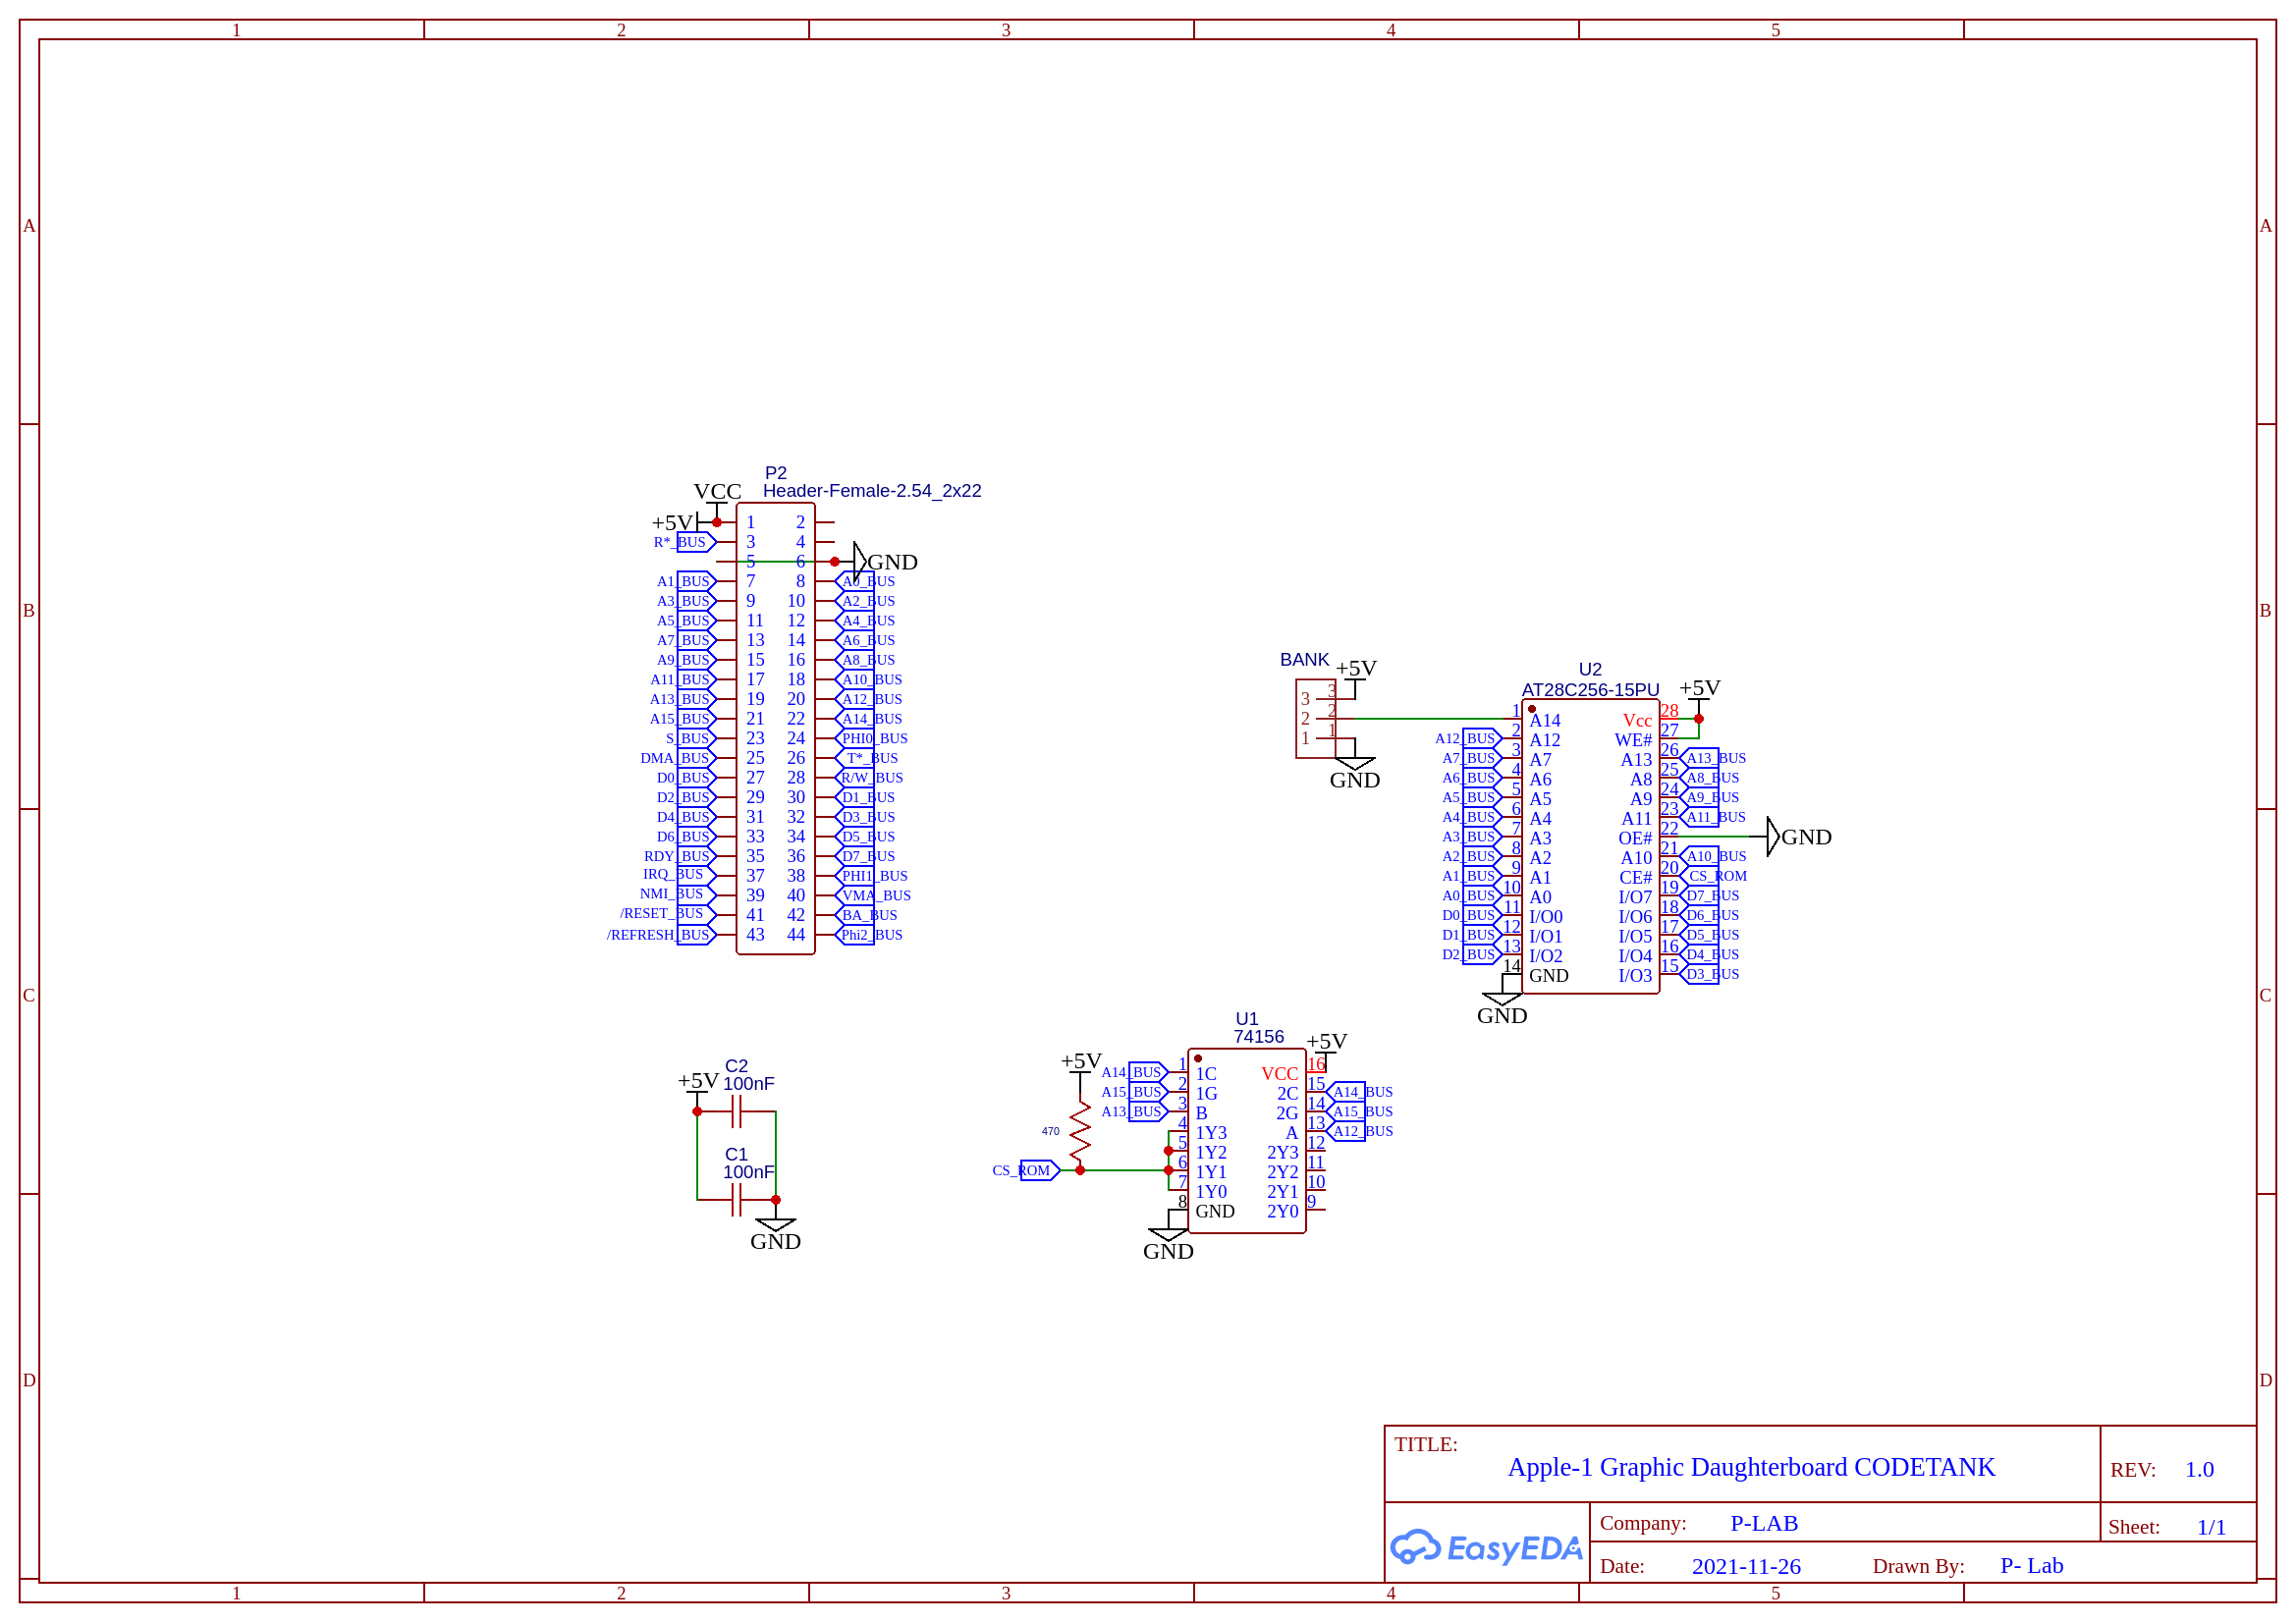 1 2 3 4 5
A A
B B
C C
D D
P2
Header-Female-2.54_2x22
VCC
+5V 1 2
R*_BUS 3 4
5 6 GND
A1_BUS 7 8 A0_BUS
A3_BUS 9 10 A2_BUS
A5_BUS 11 12 A4_BUS
A7_BUS 13 14 A6_BUS
A9_BUS 15 16 A8_BUS
A11_BUS 17 18 A10_BUS
A13_BUS 19 20 A12_BUS
A15_BUS 21 22 A14_BUS
S_BUS 23 24 PHI0_BUS
DMA_BUS 25 26 T*_BUS
D0_BUS 27 28 R/W_BUS
D2_BUS 29 30 D1_BUS
D4_BUS 31 32 D3_BUS
D6_BUS 33 34 D5_BUS
RDY_BUS 35 36 D7_BUS
IRQ_BUS 37 38 PHI1_BUS
NMI_BUS 39 40 VMA_BUS
/RESET_BUS 41 42 BA_BUS
/REFRESH_BUS 43 44 Phi2_BUS
BANK +5V
3 3
2 2
1 1
GND
U2
AT28C256-15PU +5V
1 A14 Vcc 28
A12_BUS 2 A12 WE# 27
A7_BUS 3 A7 A13 26 A13_BUS
A6_BUS 4 A6 A8 25 A8_BUS
A5_BUS 5 A5 A9 24 A9_BUS
A4_BUS 6 A4 A11 23 A11_BUS
A3_BUS 7 A3 OE# 22 GND
A2_BUS 8 A2 A10 21 A10_BUS
A1_BUS 9 A1 CE# 20 CS_ROM
A0_BUS 10 A0 I/O7 19 D7_BUS
D0_BUS 11 I/O0 I/O6 18 D6_BUS
D1_BUS 12 I/O1 I/O5 17 D5_BUS
D2_BUS 13 I/O2 I/O4 16 D4_BUS
14 GND I/O3 15 D3_BUS
GND
C2
+5V 100nF
C1
100nF
GND
U1
74156 +5V
+5V
A14_BUS 1 1C VCC 16
A15_BUS 2 1G 2C 15 A14_BUS
A13_BUS 3 B 2G 14 A15_BUS
470 4 1Y3 A 13 A12_BUS
5 1Y2 2Y3 12
CS_ROM 6 1Y1 2Y2 11
7 1Y0 2Y1 10
8 GND 2Y0 9
GND
TITLE:
Apple-1 Graphic Daughterboard CODETANK
REV: 1.0
EasyEDA
Company: P-LAB
Sheet: 1/1
Date: 2021-11-26 Drawn By: P- Lab
1 2 3 4 5